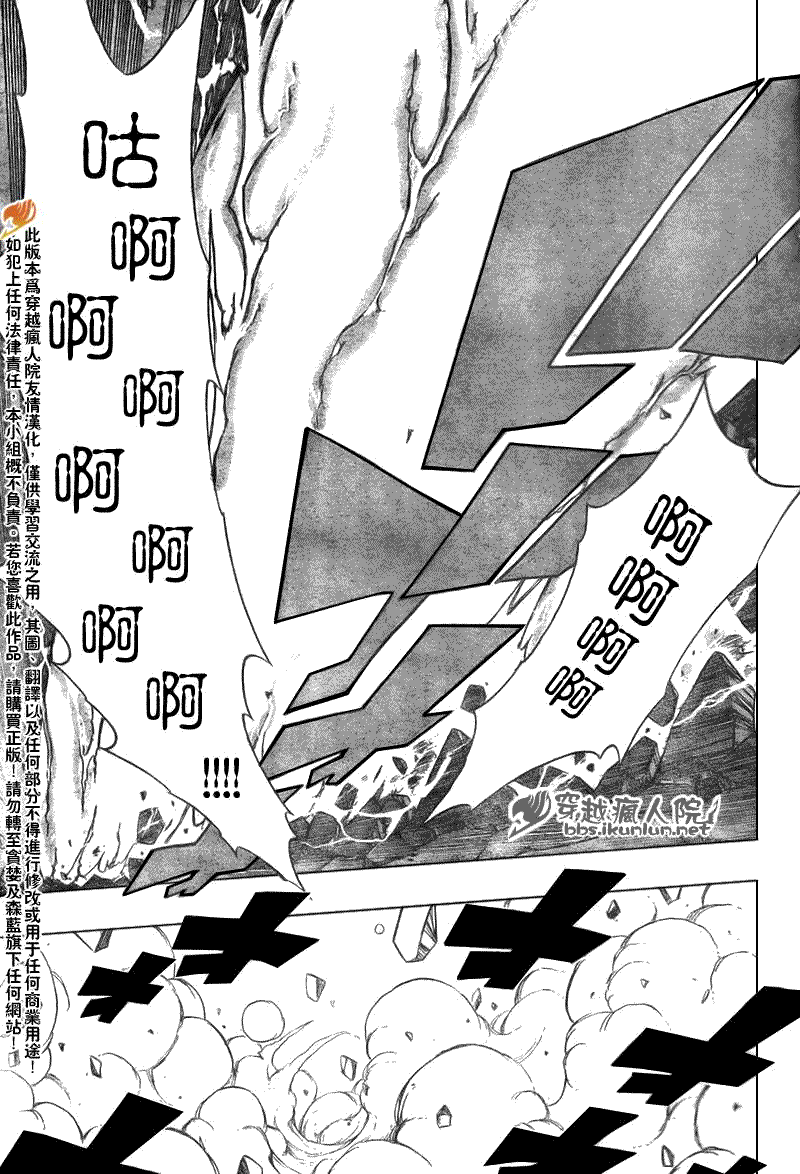 啊啊啊啊
咕啊啊啊啊啊啊啊!!!!
此版本爲穿越瘋人院友情漢化，僅供學習交流之用，其圖、翻譯以及任何部分不得進行修改或用于任何商業用途！
如犯上任何法律責任，本小組概不負責。若您喜歡此作品，請購買正版！請勿轉至貪婪及森藍旗下任何網站！
穿越瘋人院
bbs.ikunlun.net